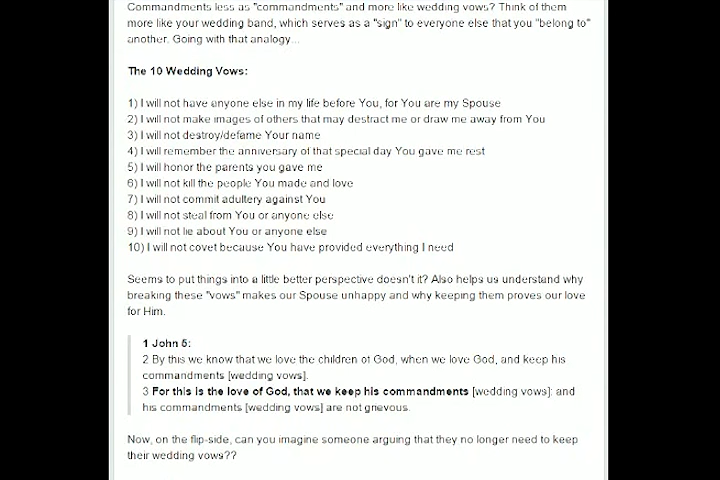 Commandments less as "commandments" and more like wedding vows? Think of them
more like your wedding band, which serves as a "sign" to everyone else that you "belong to"
another. Going with that analogy...
The 10 Wedding Vows:
1) I will not have anyone else in my life before You, for You are my Spouse
2) I will not make images of others that may distract me or draw me away from You
3) I will not destroy/defame Your name
4) I will remember the anniversary of that special day You gave me rest
5) I will honor the parents you gave me
6) I will not kill the people You made and love
7) I will not commit adultery against You
8) I will not steal from You or anyone else
9) I will not lie about You or anyone else
10) I will not covet because You have provided everything I need
Seems to put things into a little better perspective doesn't it? Also helps us understand why
breaking these "vows" makes our Spouse unhappy and why keeping them proves our love
for Him.
1 John 5:
2 By this we know that we love the children of God, when we love God, and keep his
commandments [wedding vows].
3 For this is the love of God, that we keep his commandments [wedding vows]: and
his commandments [wedding vows] are not grievous.
Now, on the flip-side, can you imagine someone arguing that they no longer need to keep
their wedding vows??